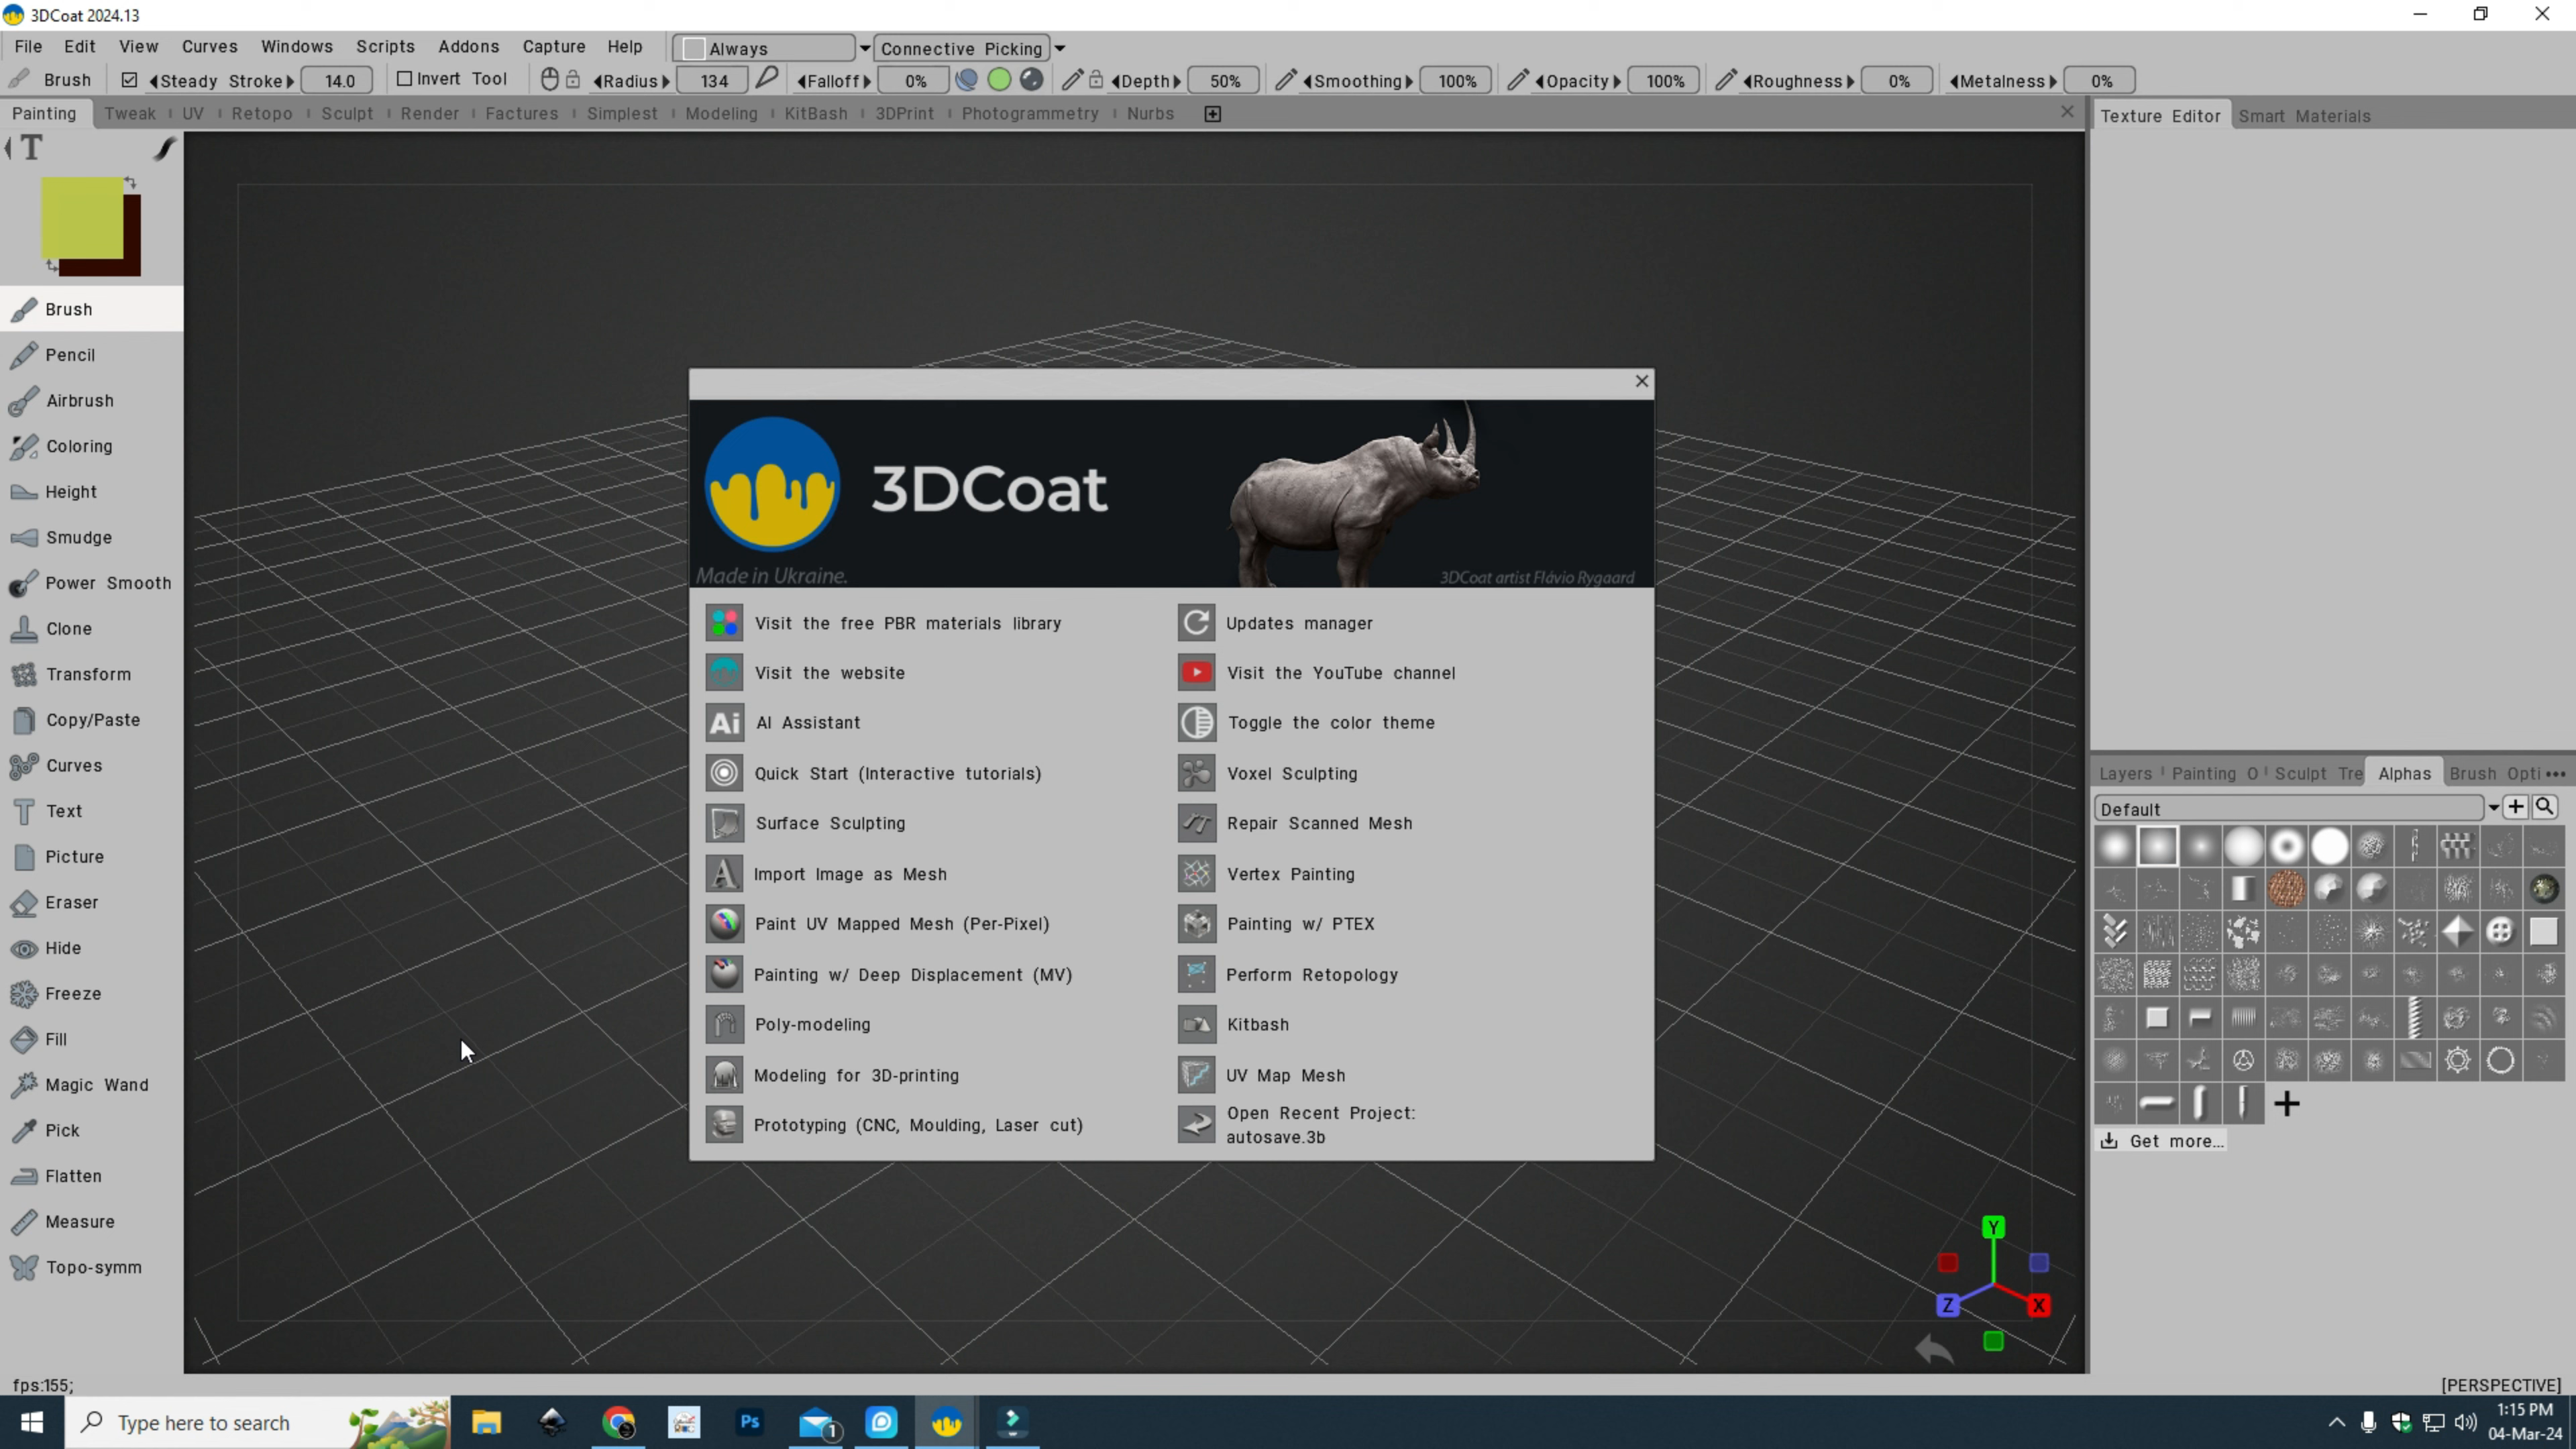 3DCoat 2024.13
File Edit View Curves Windows Scripts Addons Capture Help Always Connective Picking
Brush Steady Stroke 14.0 Invert Tool Radius 134 Falloff 0% Depth 50% Smoothing 100% Opacity 100% Roughness 0% Metalness 0%
Painting Tweak UV Retopo Sculpt Render Factures Simplest Modeling KitBash 3DPrint Photogrammetry Nurbs
Texture Editor Smart Materials
T
Brush
Pencil
Airbrush
Coloring
Height
Smudge
Power Smooth
Clone
Transform
Copy/Paste
Curves
Text
Picture
Eraser
Hide
Freeze
Fill
Magic Wand
Pick
Flatten
Measure
Topo-symm
3DCoat
Made in Ukraine.
3DCoat artist Flávio Rygaard
Visit the free PBR materials library
Updates manager
Visit the website
Visit the YouTube channel
Ai AI Assistant
Toggle the color theme
Quick Start (Interactive tutorials)
Voxel Sculpting
Surface Sculpting
Repair Scanned Mesh
A Import Image as Mesh
Vertex Painting
Paint UV Mapped Mesh (Per-Pixel)
Painting w/ PTEX
Painting w/ Deep Displacement (MV)
Perform Retopology
Poly-modeling
Kitbash
Modeling for 3D-printing
UV Map Mesh
Prototyping (CNC, Moulding, Laser cut)
Open Recent Project:
autosave.3b
Layers Painting O Sculpt Tre Alphas Brush Opti
Default
Get more...
Y
Z
X
fps:155;
[PERSPECTIVE]
Type here to search
Ps
1
1:15 PM
04-Mar-24